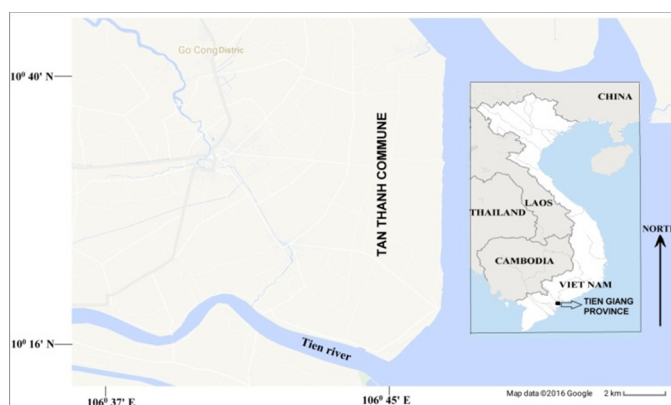 Go Cong Distric
10⁰ 40' N
TAN THANH COMMUNE
CHINA
LAOS
THAILAND
CAMBODIA
VIET NAM
TIEN GIANG
PROVINCE
NORTH
10⁰ 16' N
Tien river
106⁰ 37' E
106⁰ 45' E
Map data ©2016 Google
2 km